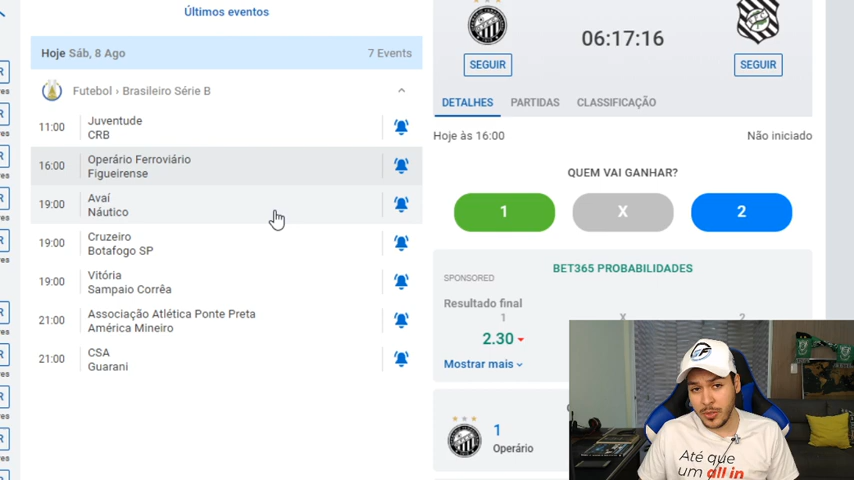 Últimos eventos
Hoje Sáb, 8 Ago
7 Events
Futebol › Brasileiro Série B
11:00
Juventude
CRB
16:00
Operário Ferroviário
Figueirense
19:00
Avaí
Náutico
19:00
Cruzeiro
Botafogo SP
19:00
Vitória
Sampaio Corrêa
21:00
Associação Atlética Ponte Preta
América Mineiro
21:00
CSA
Guarani
06:17:16
SEGUIR
SEGUIR
DETALHES
PARTIDAS
CLASSIFICAÇÃO
Hoje às 16:00
Não iniciado
QUEM VAI GANHAR?
1
X
2
BET365 PROBABILIDADES
SPONSORED
Resultado final
1
X
2
2.30
Mostrar mais
1
Operário
Até que
um all in